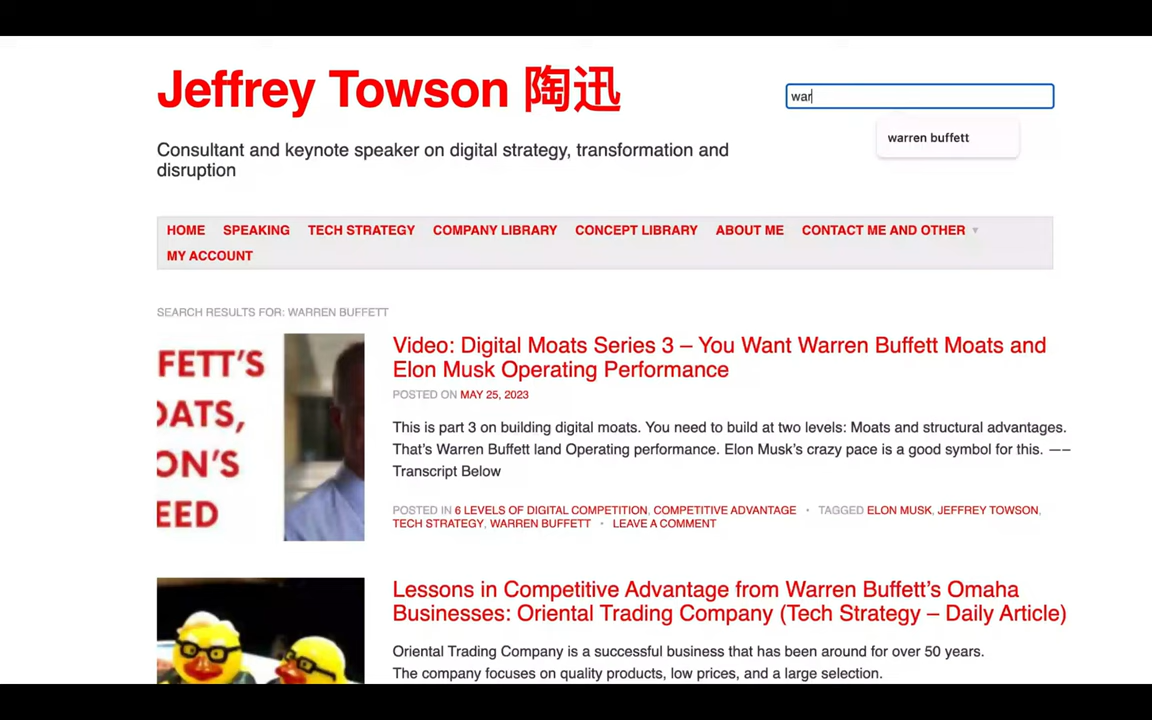 Jeffrey Towson 陶迅
war
warren buffett
Consultant and keynote speaker on digital strategy, transformation and
disruption
HOME SPEAKING TECH STRATEGY COMPANY LIBRARY CONCEPT LIBRARY ABOUT ME CONTACT ME AND OTHER
MY ACCOUNT
SEARCH RESULTS FOR: WARREN BUFFETT
FETT'S
OATS,
ON'S
EED
Video: Digital Moats Series 3 – You Want Warren Buffett Moats and
Elon Musk Operating Performance
POSTED ON MAY 25, 2023
This is part 3 on building digital moats. You need to build at two levels: Moats and structural advantages.
That's Warren Buffett land Operating performance. Elon Musk's crazy pace is a good symbol for this. —–
Transcript Below
POSTED IN 6 LEVELS OF DIGITAL COMPETITION, COMPETITIVE ADVANTAGE • TAGGED ELON MUSK, JEFFREY TOWSON,
TECH STRATEGY, WARREN BUFFETT • LEAVE A COMMENT
Lessons in Competitive Advantage from Warren Buffett's Omaha
Businesses: Oriental Trading Company (Tech Strategy – Daily Article)
Oriental Trading Company is a successful business that has been around for over 50 years.
The company focuses on quality products, low prices, and a large selection.